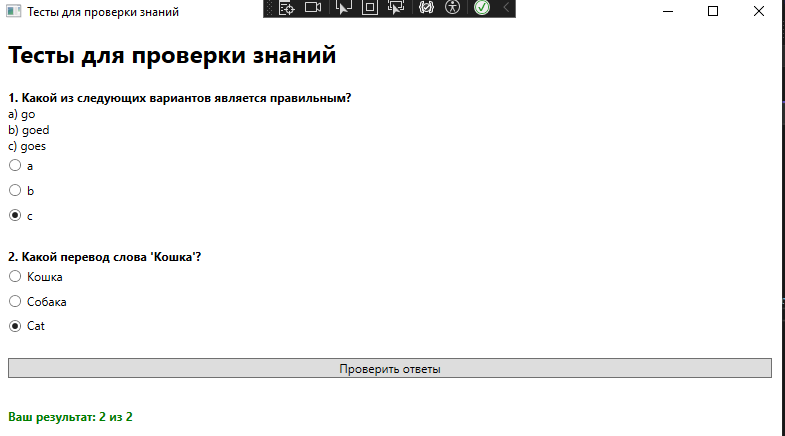 Тесты для проверки знаний
Тесты для проверки знаний
1. Какой из следующих вариантов является правильным?
a) go
b) goed
c) goes
a
b
c
2. Какой перевод слова 'Кошка'?
Кошка
Собака
Cat
Проверить ответы
Ваш результат: 2 из 2